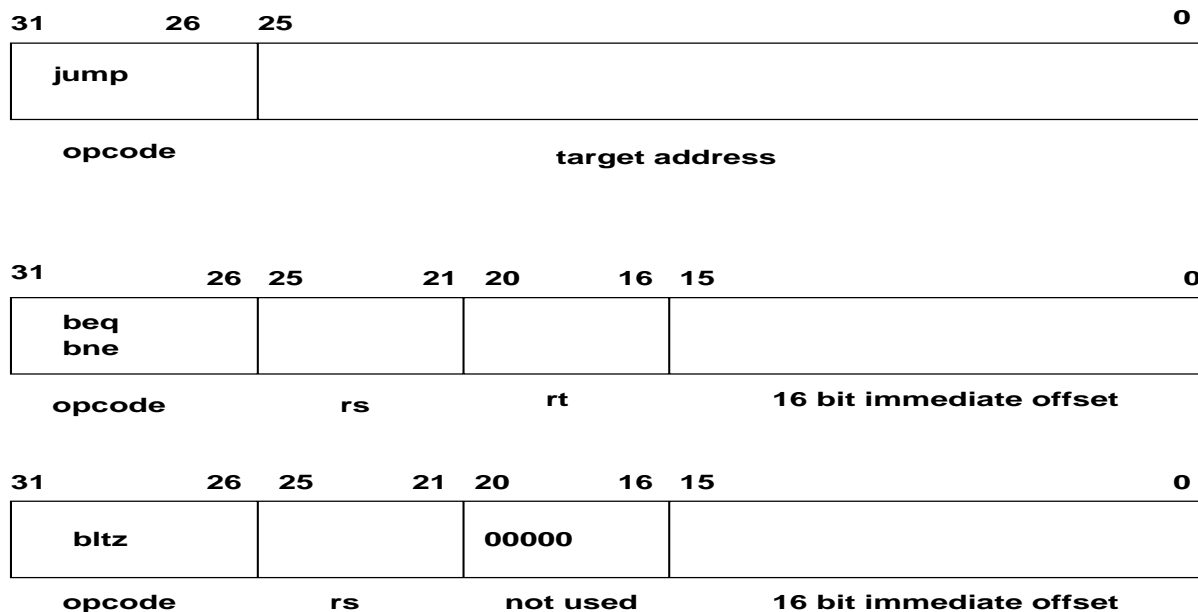 31 26 25 0
jump
opcode target address
31 26 25 21 20 16 15 0
beq
bne
opcode rs rt 16 bit immediate offset
31 26 25 21 20 16 15 0
bltz 00000
opcode rs not used 16 bit immediate offset